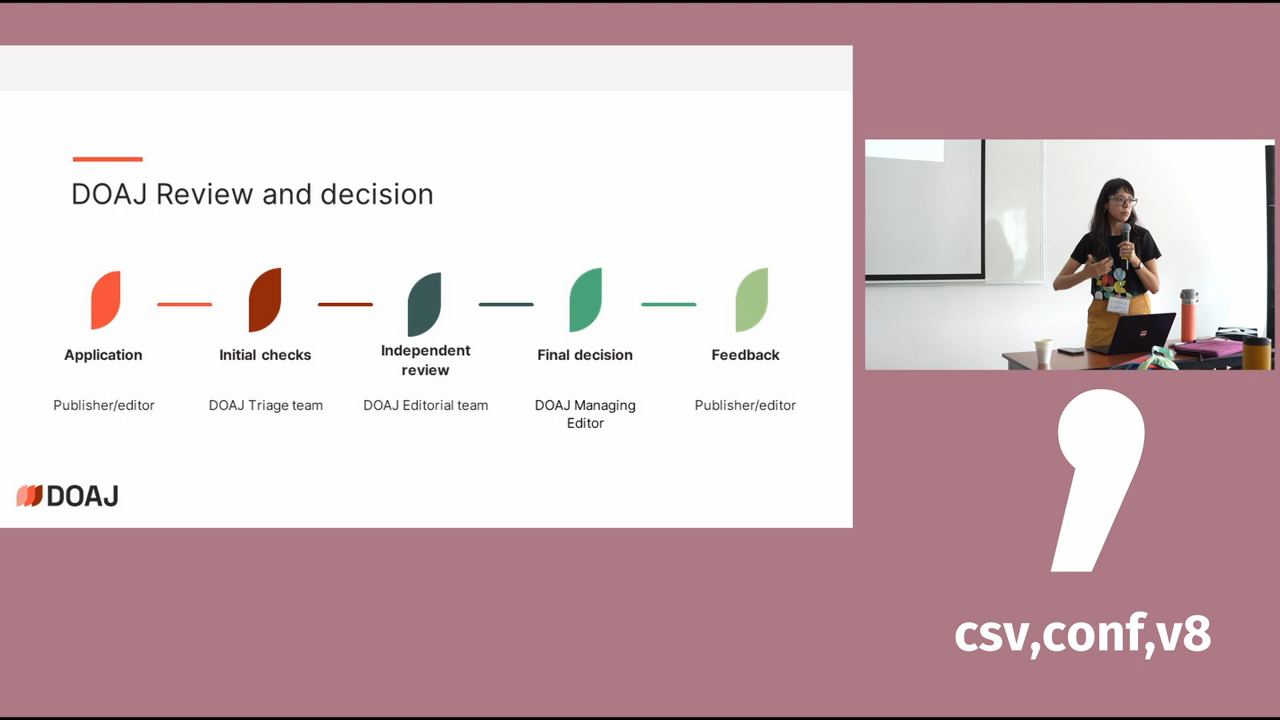 DOAJ Review and decision
Application
Publisher/editor
Initial checks
DOAJ Triage team
Independent
review
DOAJ Editorial team
Final decision
DOAJ Managing
Editor
Feedback
Publisher/editor
DOAJ
csv,conf,v8